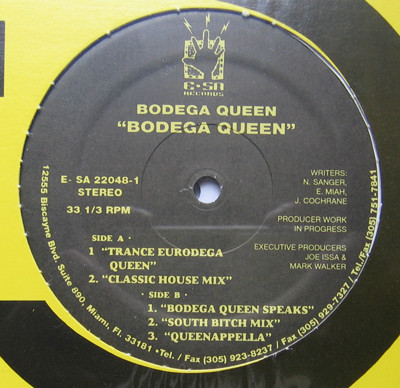 E·SA
RECORDS
BODEGA QUEEN
"BODEGA QUEEN"
E- SA 22048-1
STEREO
33 1/3 RPM
WRITERS:
N. SANGER,
E. MIAH,
J. COCHRANE
PRODUCER WORK
IN PROGRESS
EXECUTIVE PRODUCERS
JOE ISSA &
MARK WALKER
SIDE A ·
1 "TRANCE EURODEGA
QUEEN"
2. "CLASSIC HOUSE MIX"
· SIDE B ·
1. "BODEGA QUEEN SPEAKS"
2. "SOUTH BITCH MIX"
3. "QUEENAPPELLA"
12555 Biscayne Blvd. Suite 890, Miami, Fl. 33181 • Tel. / Fax (305) 923-8237 / Tel./Fax (305) 929-7327 / Tel./Fax (305) 751-7841